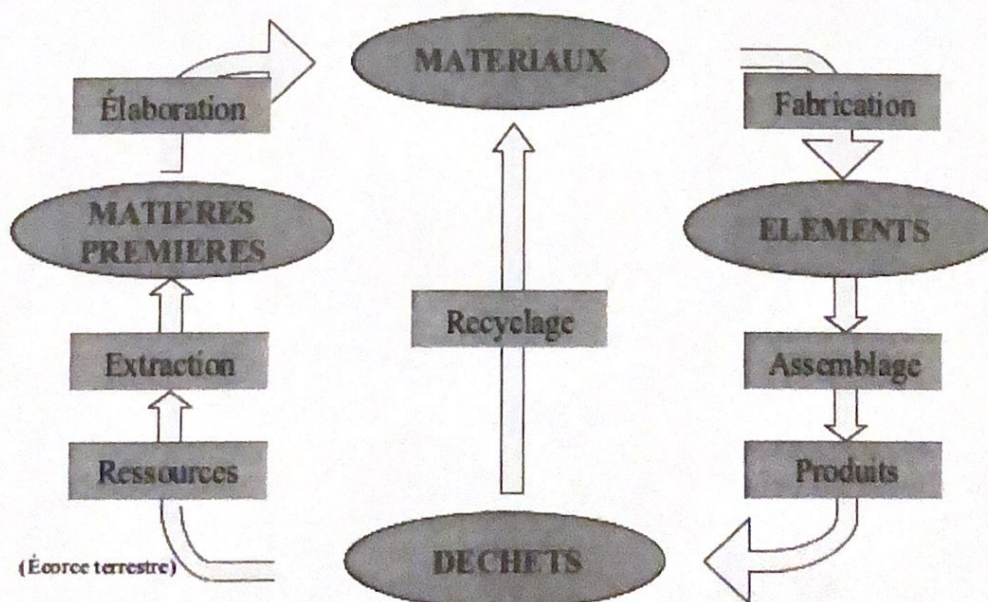 MATERIAUX
Élaboration
Fabrication
MATIERES
PREMIERES
ELEMENTS
Recyclage
Extraction
Assemblage
Ressources
Produits
(Écorce terrestre)
DECHETS